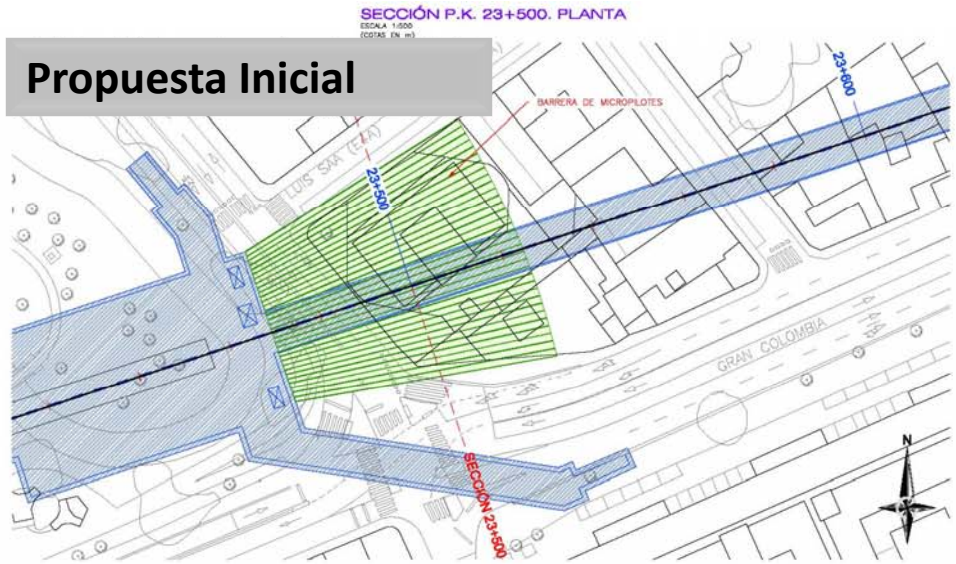 SECCIÓN P.K. 23+500. PLANTA
ESCALA 1:500
(COTAS EN m)
Propuesta Inicial
BARRERA DE MICROPILOTES
23+600
LUIS SAA (E2A)
23+500
GRAN COLOMBIA
N
SECCIÓN 23+500